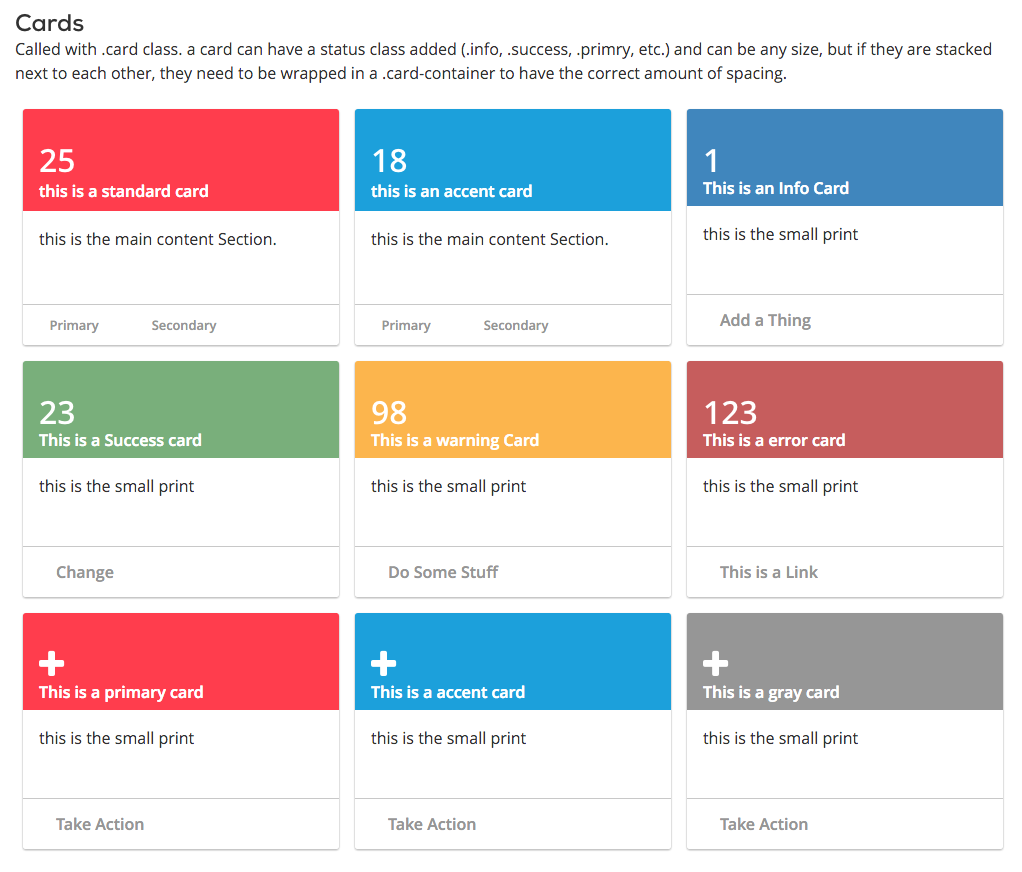 Cards
Called with .card class. a card can have a status class added (.info, .success, .primry, etc.) and can be any size, but if they are stacked
next to each other, they need to be wrapped in a .card-container to have the correct amount of spacing.
25
this is a standard card
this is the main content Section.
Primary Secondary
18
this is an accent card
this is the main content Section.
Primary Secondary
1
This is an Info Card
this is the small print
Add a Thing
23
This is a Success card
this is the small print
Change
98
This is a warning Card
this is the small print
Do Some Stuff
123
This is a error card
this is the small print
This is a Link
This is a primary card
this is the small print
Take Action
This is a accent card
this is the small print
Take Action
This is a gray card
this is the small print
Take Action